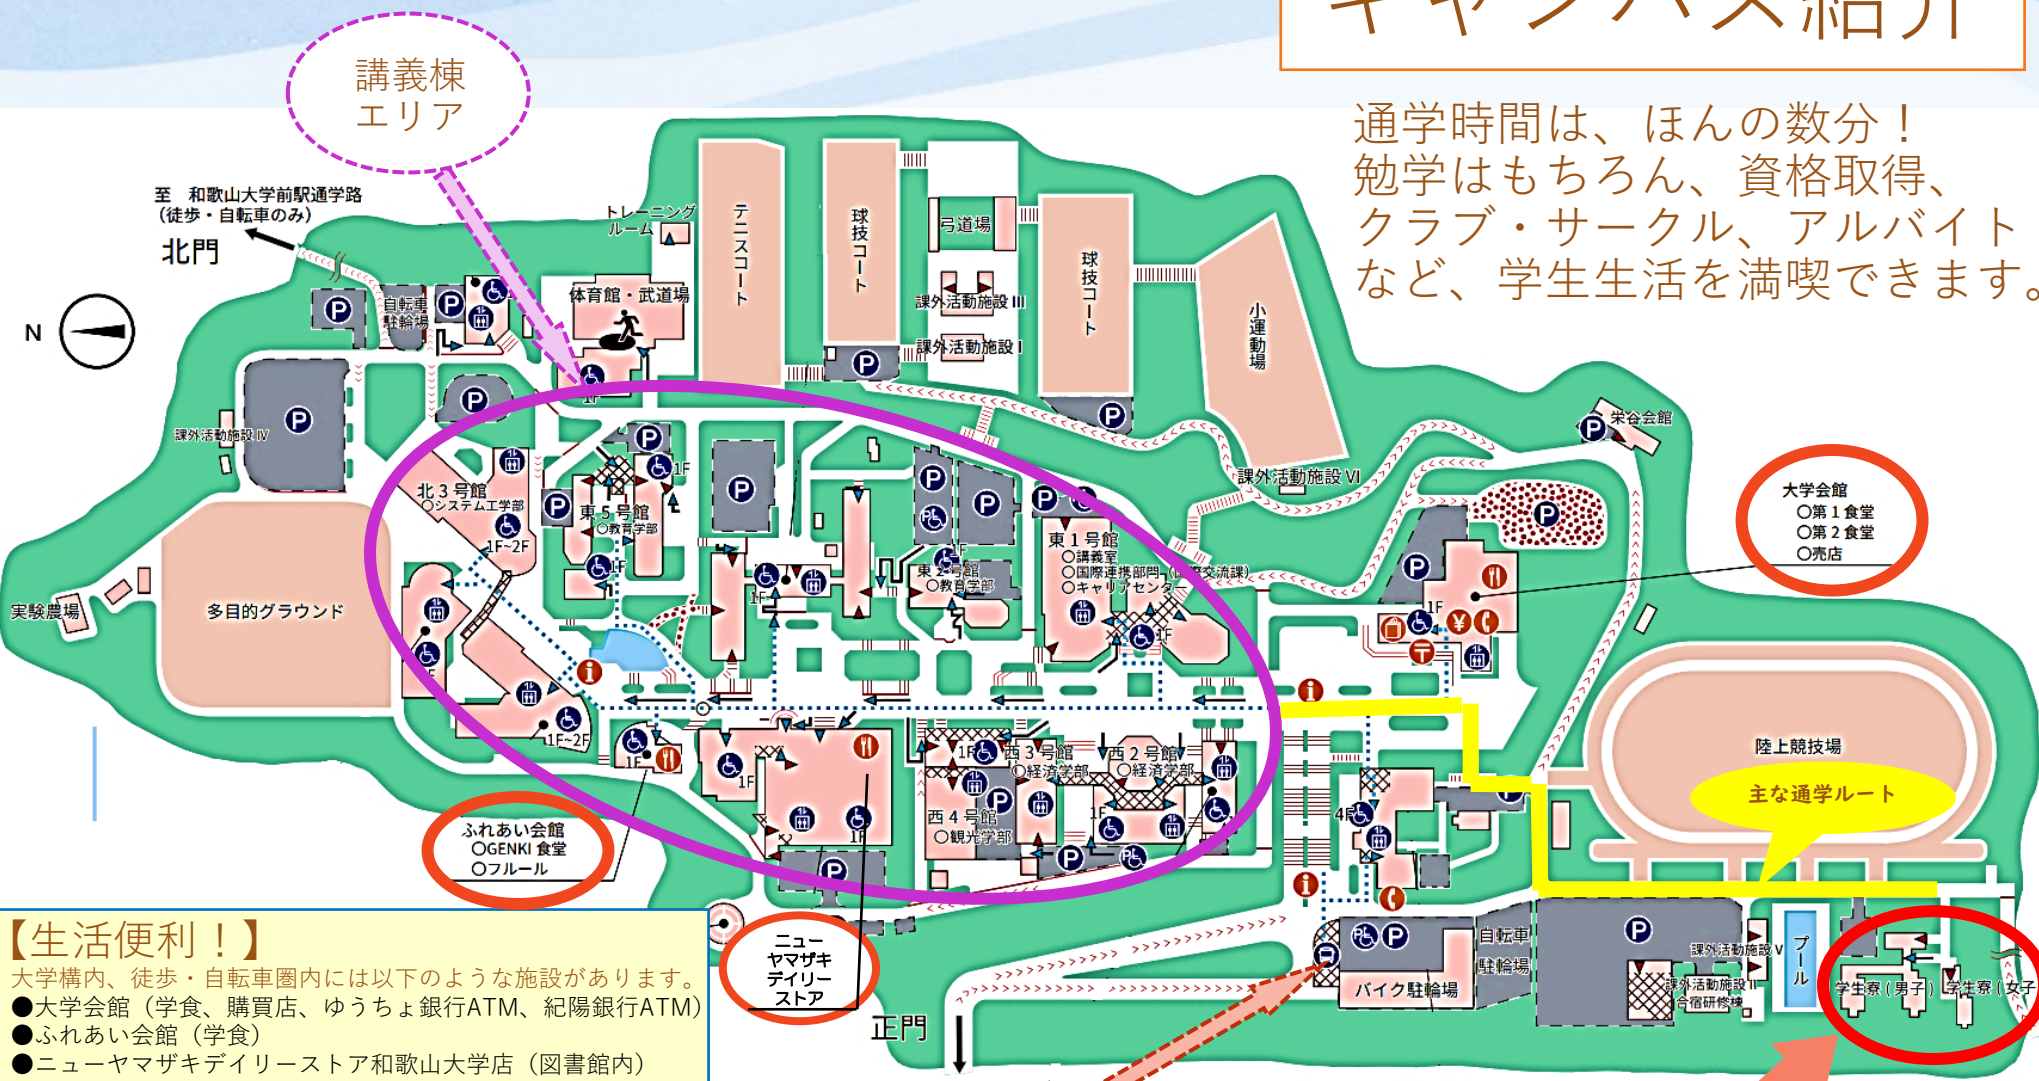 キャンパス紹介
講義棟
エリア
通学時間は、ほんの数分！
勉学はもちろん、資格取得、
クラブ・サークル、アルバイト
など、学生生活を満喫できます。
至　和歌山大学前駅通学路
（徒歩・自転車のみ）
北門
N
トレーニング
ルーム
テニスコート
球技コート
弓道場
課外活動施設 III
課外活動施設 I
球技コート
小運動場
自転車
駐輪場
体育館・武道場
1F
課外活動施設 IV
栄谷会館
課外活動施設 VI
北３号館
○システム工学部
1F~2F
東５号館
○教育学部
1F
1F
東２号館
○教育学部
1F
1F
東１号館
○講義室
○国際連携部門（国際交流課）
○キャリアセンター
1F
大学会館
○第１食堂
○第２食堂
○売店
1F
実験農場
多目的グラウンド
1F~2F
1F
1F
1F
西３号館
○経済学部
1F
西２号館
○経済学部
1F
西４号館
○観光学部
4F
陸上競技場
主な通学ルート
ふれあい会館
○GENKI 食堂
○フルール
ニュー
ヤマザキ
デイリー
ストア
正門
バイク駐輪場
自転車
駐輪場
課外活動施設 V
課外活動施設 II
合宿研修棟
プール
学生寮 ( 男子 )
学生寮 ( 女子
【生活便利！】
大学構内、徒歩・自転車圏内には以下のような施設があります。
●大学会館（学食、購買店、ゆうちょ銀行ATM、紀陽銀行ATM）
●ふれあい会館（学食）
●ニューヤマザキデイリーストア和歌山大学店（図書館内）